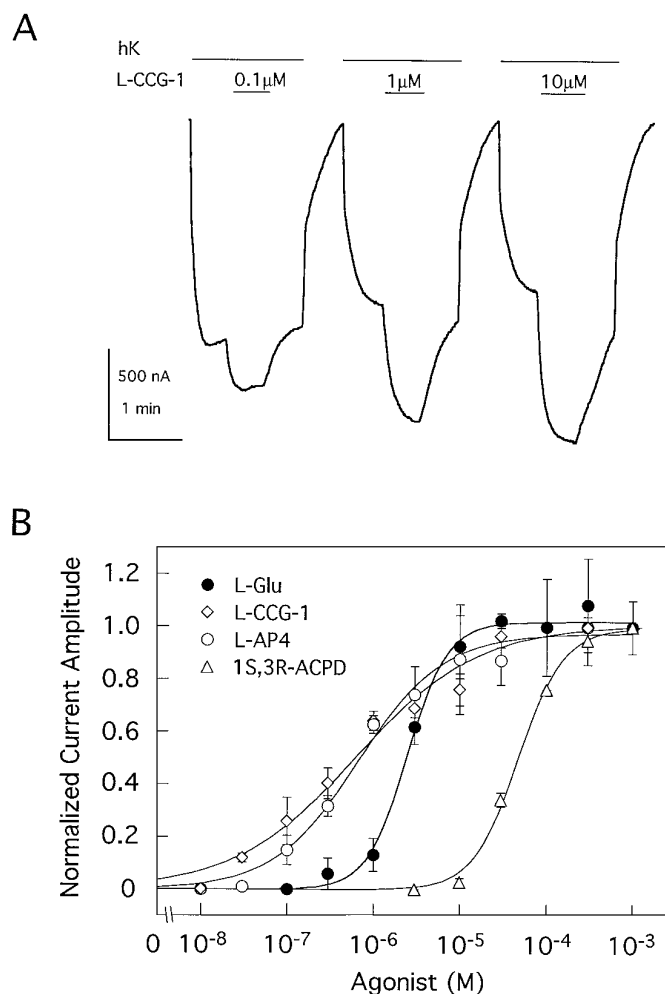 A
hK
L-CCG-1 0.1μM 1μM 10μM
500 nA
1 min
B
Normalized Current Amplitude
1.2
1.0
0.8
0.6
0.4
0.2
0
L-Glu
L-CCG-1
L-AP4
1S,3R-ACPD
0 10⁻⁸ 10⁻⁷ 10⁻⁶ 10⁻⁵ 10⁻⁴ 10⁻³
Agonist (M)